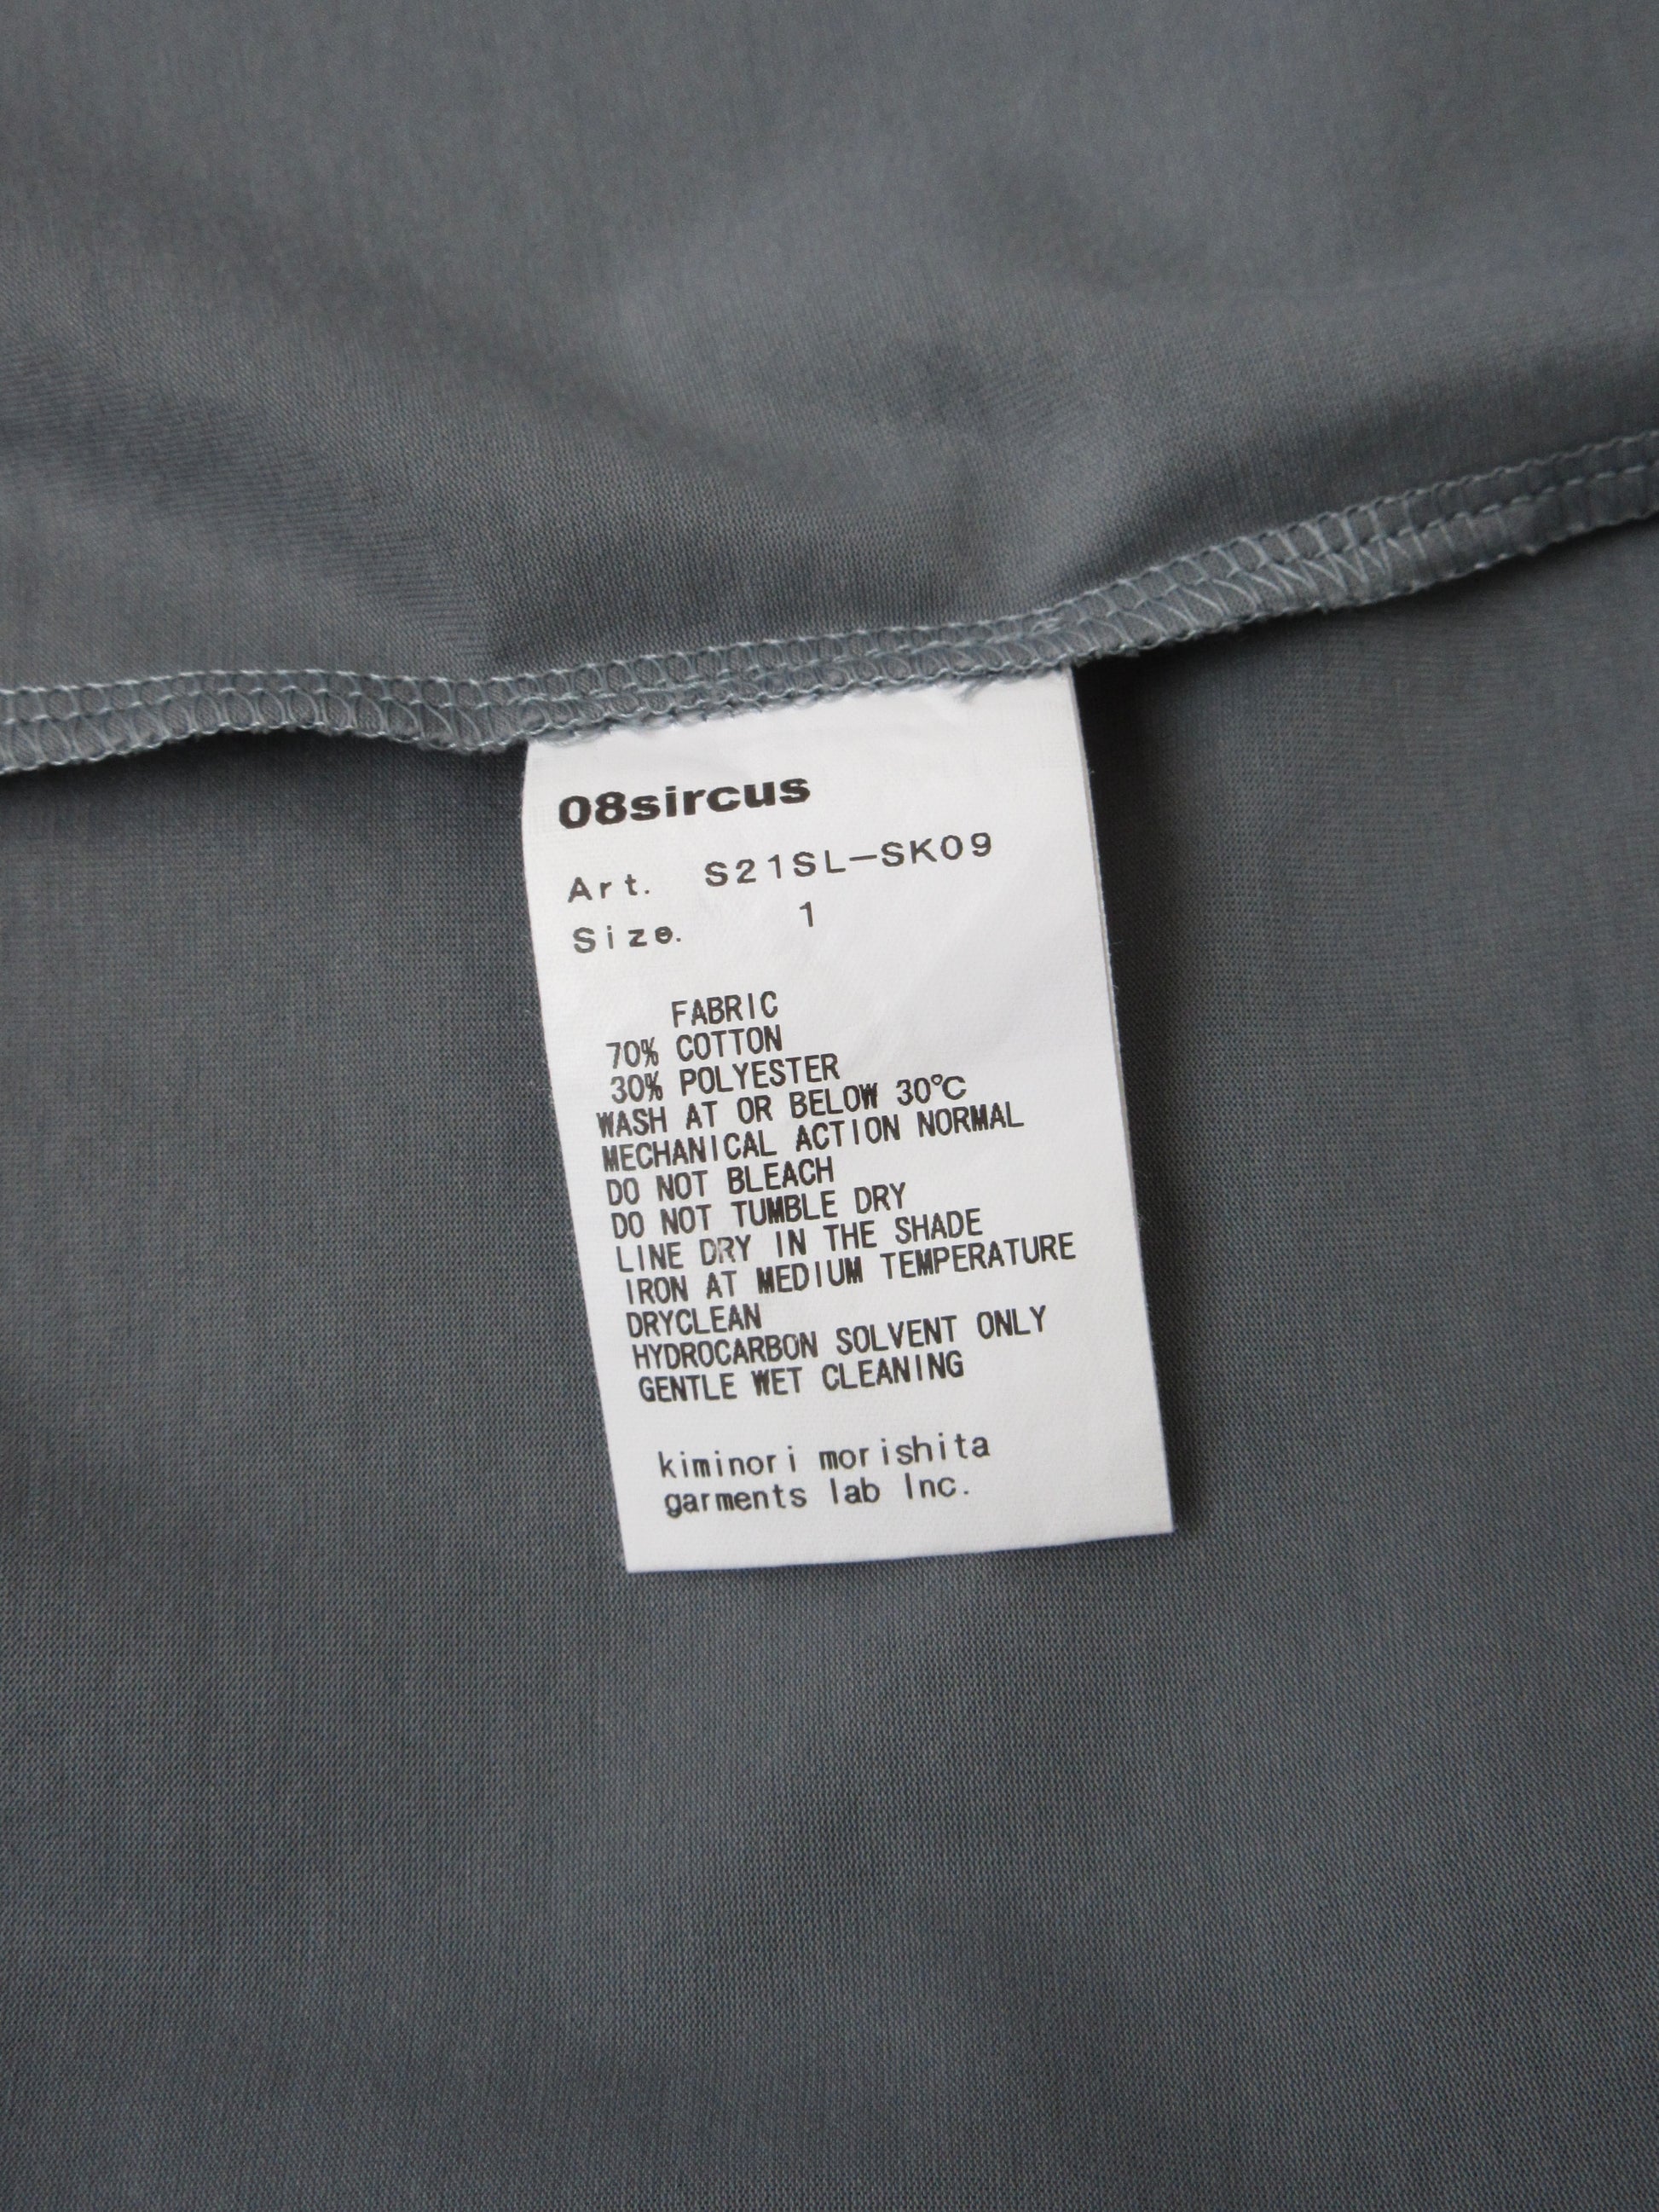 08sircus
Art. S21SL-SK09
Size. 1
FABRIC
70% COTTON
30% POLYESTER
WASH AT OR BELOW 30℃
MECHANICAL ACTION NORMAL
DO NOT BLEACH
DO NOT TUMBLE DRY
LINE DRY IN THE SHADE
IRON AT MEDIUM TEMPERATURE
DRYCLEAN
HYDROCARBON SOLVENT ONLY
GENTLE WET CLEANING
kiminori morishita
garments lab Inc.